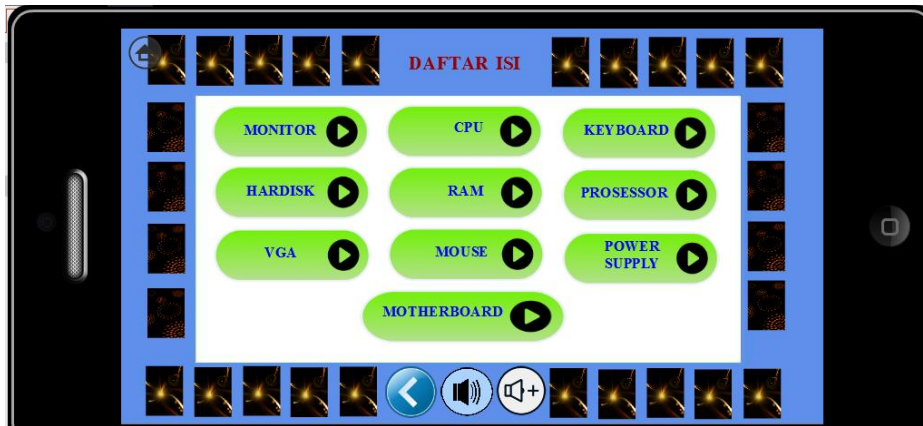 DAFTAR ISI
MONITOR
CPU
KEYBOARD
HARDISK
RAM
PROSESSOR
VGA
MOUSE
POWER
SUPPLY
MOTHERBOARD